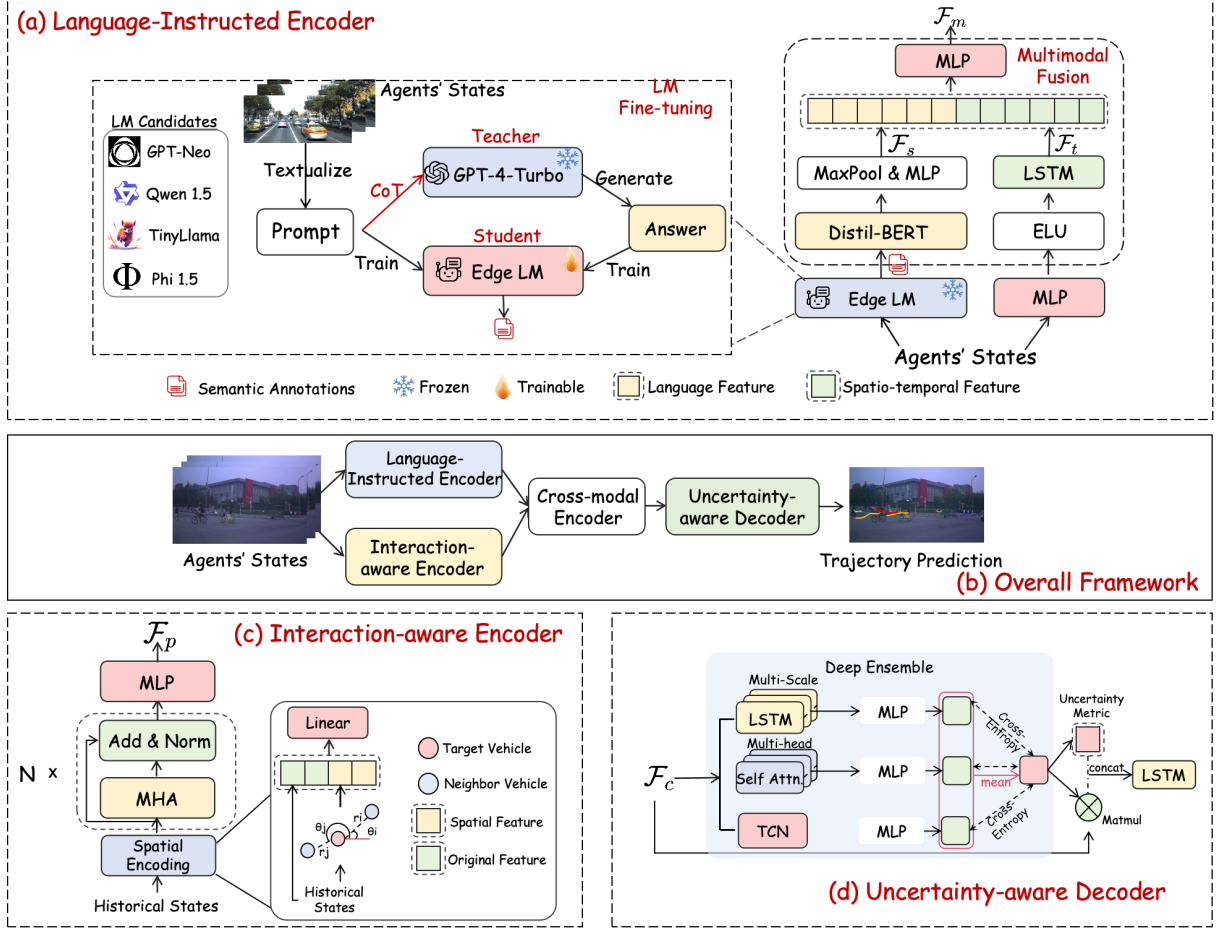 (a) Language-Instructed Encoder
LM Candidates
GPT-Neo
Qwen 1.5
TinyLlama
Φ Phi 1.5
Agents' States
Textualize
Prompt
CoT
Train
Teacher
GPT-4-Turbo
Student
Edge LM
Generate
Answer
Train
LM
Fine-tuning
ℱm
MLP
Multimodal
Fusion
ℱs
ℱt
MaxPool & MLP
LSTM
Distil-BERT
ELU
Edge LM
MLP
Agents' States
Semantic Annotations
Frozen
Trainable
Language Feature
Spatio-temporal Feature
Agents' States
Language-
Instructed Encoder
Interaction-
aware Encoder
Cross-modal
Encoder
Uncertainty-
aware Decoder
Trajectory Prediction
(b) Overall Framework
(c) Interaction-aware Encoder
ℱp
MLP
Add & Norm
MHA
N x
Spatial
Encoding
Historical States
Linear
θj
ri
θi
rj
Historical
States
Target Vehicle
Neighbor Vehicle
Spatial Feature
Original Feature
Deep Ensemble
Multi-Scale
LSTM
MLP
Multi-head
Self Attn.
MLP
ℱc
TCN
MLP
Cross-
Entropy
mean
Cross-
Entropy
Uncertainty
Metric
concat
LSTM
Matmul
(d) Uncertainty-aware Decoder